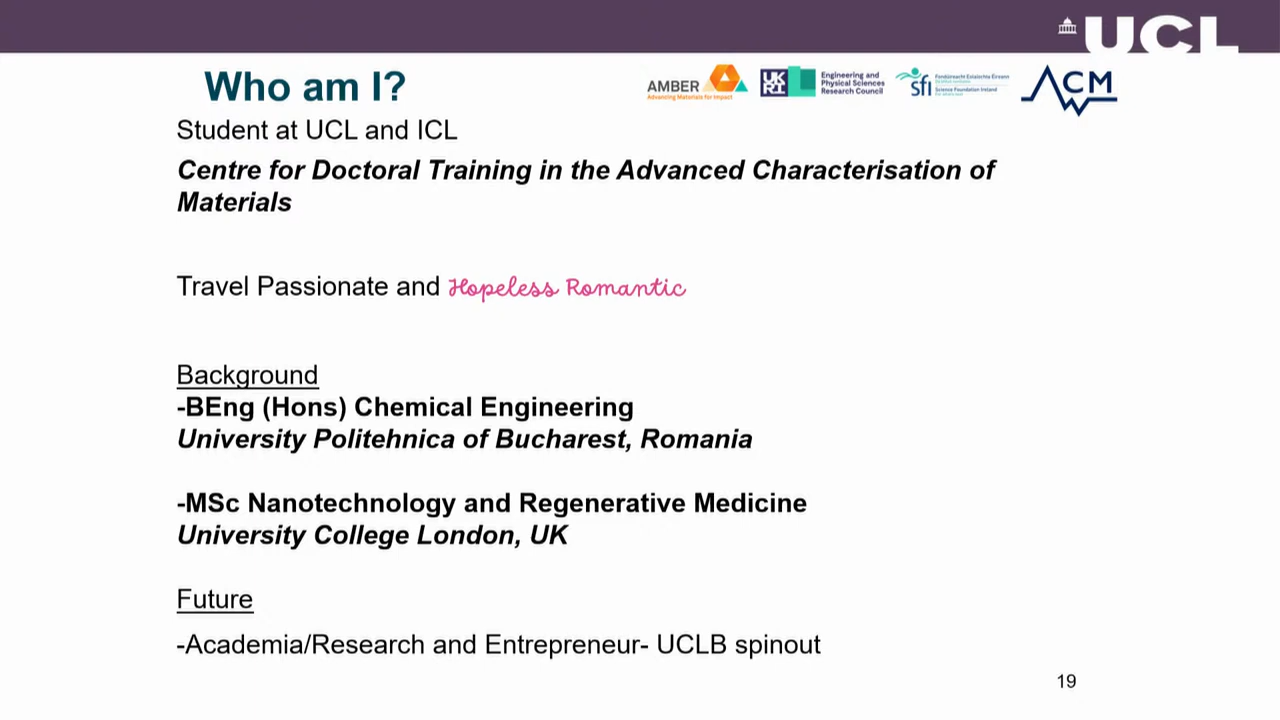 UCL
Who am I?
AMBER
Advancing Materials for Impact
UK
RI
Engineering and
Physical Sciences
Research Council
sfi
Fondúireacht Eolaíochta Éireann
Science Foundation Ireland
ACM
Student at UCL and ICL
Centre for Doctoral Training in the Advanced Characterisation of
Materials
Travel Passionate and Hopeless Romantic
Background
-BEng (Hons) Chemical Engineering
University Politehnica of Bucharest, Romania
-MSc Nanotechnology and Regenerative Medicine
University College London, UK
Future
-Academia/Research and Entrepreneur- UCLB spinout
19